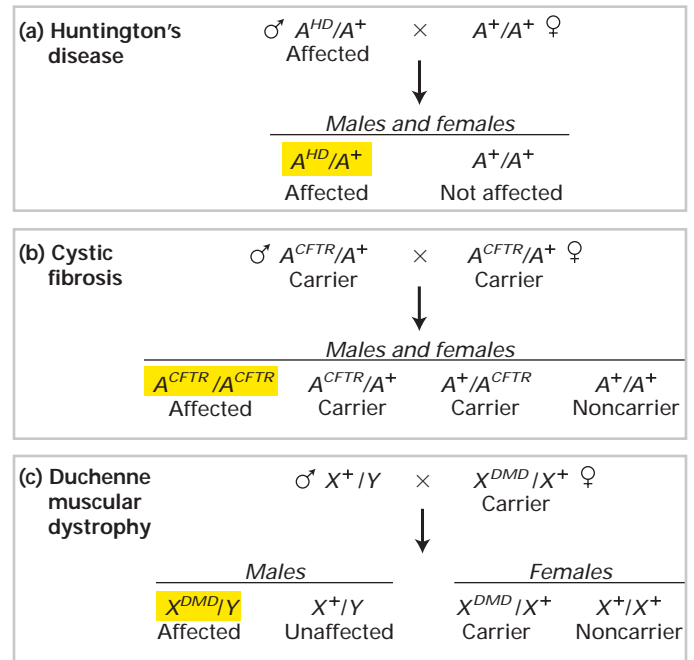 (a) Huntington's ♂ A^HD/A^+ × A^+/A^+ ♀
disease Affected
Males and females
A^HD/A^+ A^+/A^+
Affected Not affected
(b) Cystic ♂ A^CFTR/A^+ × A^CFTR/A^+ ♀
fibrosis Carrier Carrier
Males and females
A^CFTR/A^CFTR A^CFTR/A^+ A^+/A^CFTR A^+/A^+
Affected Carrier Carrier Noncarrier
(c) Duchenne ♂ X^+/Y × X^DMD/X^+ ♀
muscular Carrier
dystrophy
Males Females
X^DMD/Y X^+/Y X^DMD/X^+ X^+/X^+
Affected Unaffected Carrier Noncarrier